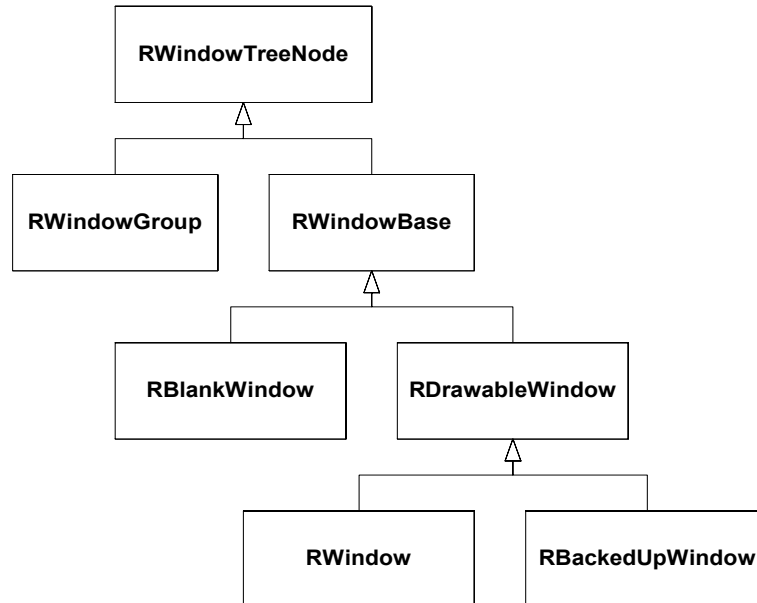 RWindowTreeNode
RWindowGroup
RWindowBase
RBlankWindow
RDrawableWindow
RWindow
RBackedUpWindow